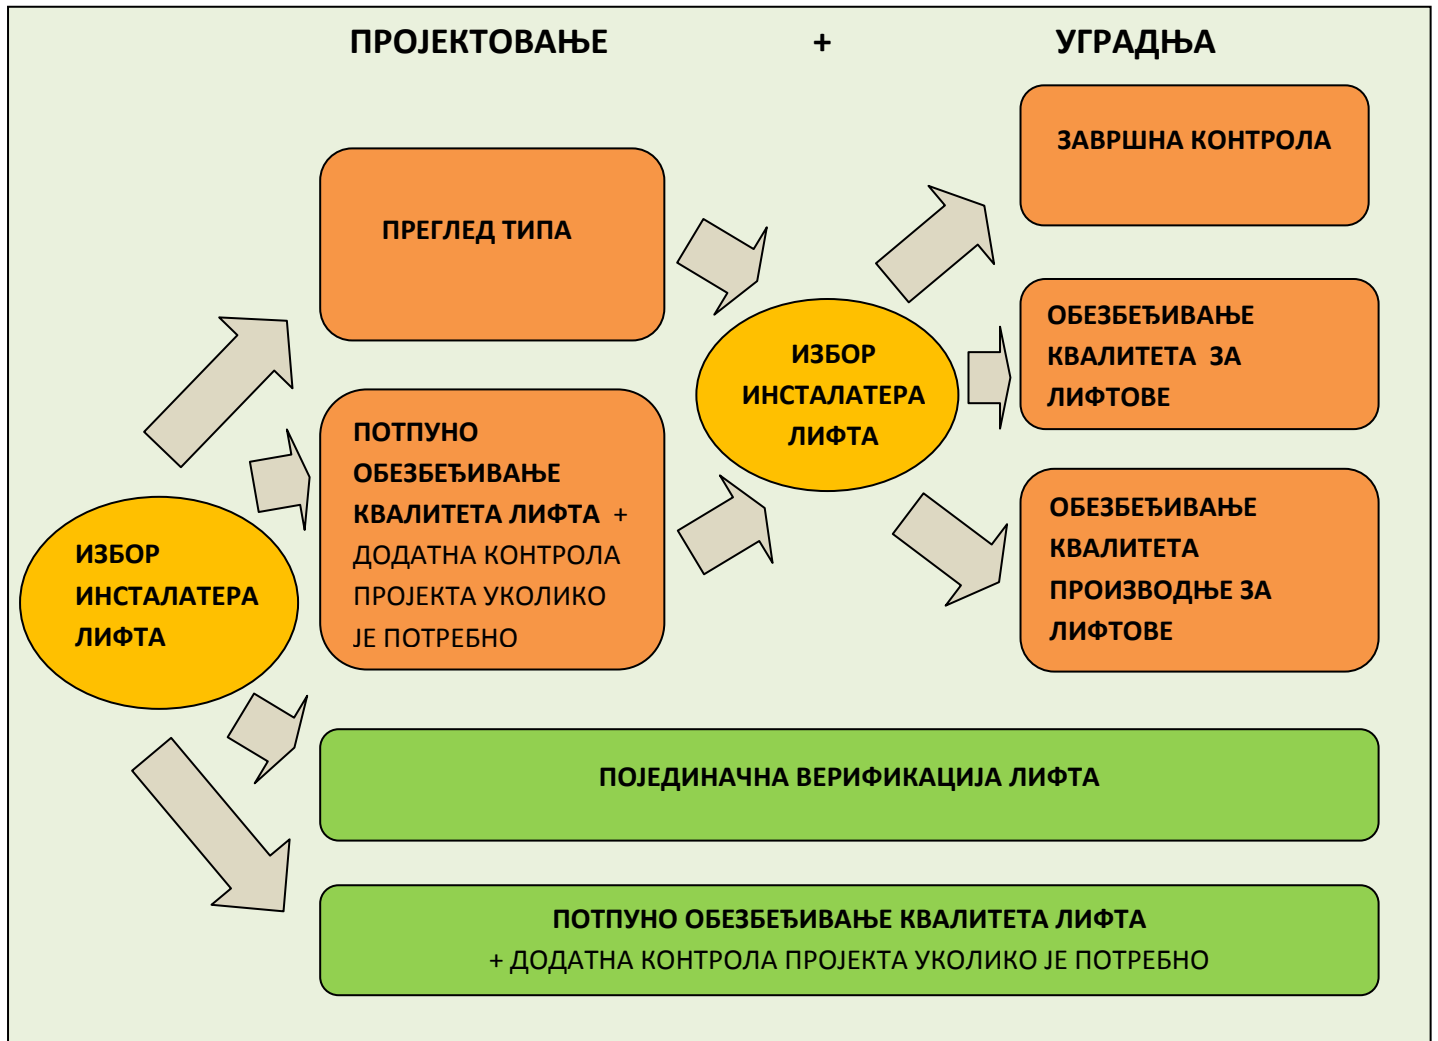 ПРОЈЕКТОВАЊЕ + УГРАДЊА
ЗАВРШНА КОНТРОЛА
ПРЕГЛЕД ТИПА
ОБЕЗБЕЂИВАЊЕ
КВАЛИТЕТА ЗА
ЛИФТОВЕ
ИЗБОР
ИНСТАЛАТЕРА
ЛИФТА
ПОТПУНО
ОБЕЗБЕЂИВАЊЕ
КВАЛИТЕТА ЛИФТА +
ДОДАТНА КОНТРОЛА
ПРОЈЕКТА УКОЛИКО
ЈЕ ПОТРЕБНО
ОБЕЗБЕЂИВАЊЕ
КВАЛИТЕТА
ПРОИЗВОДЊЕ ЗА
ЛИФТОВЕ
ИЗБОР
ИНСТАЛАТЕРА
ЛИФТА
ПОЈЕДИНАЧНА ВЕРИФИКАЦИЈА ЛИФТА
ПОТПУНО ОБЕЗБЕЂИВАЊЕ КВАЛИТЕТА ЛИФТА
+ ДОДАТНА КОНТРОЛА ПРОЈЕКТА УКОЛИКО ЈЕ ПОТРЕБНО